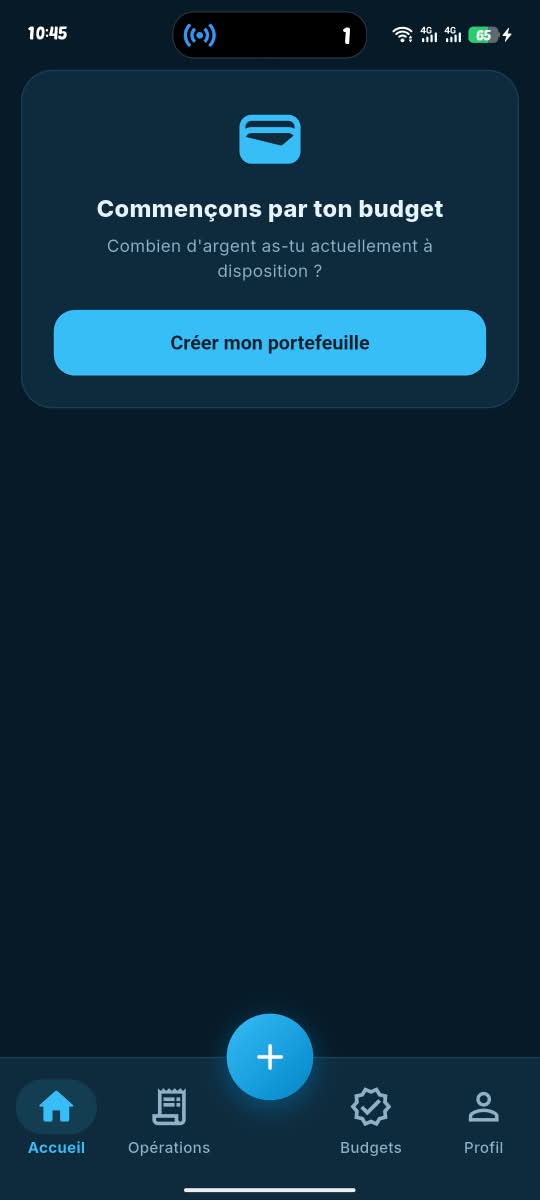 10:45
1
4G
4G
65
Commençons par ton budget
Combien d'argent as-tu actuellement à
disposition ?
Créer mon portefeuille
Accueil
Opérations
Budgets
Profil